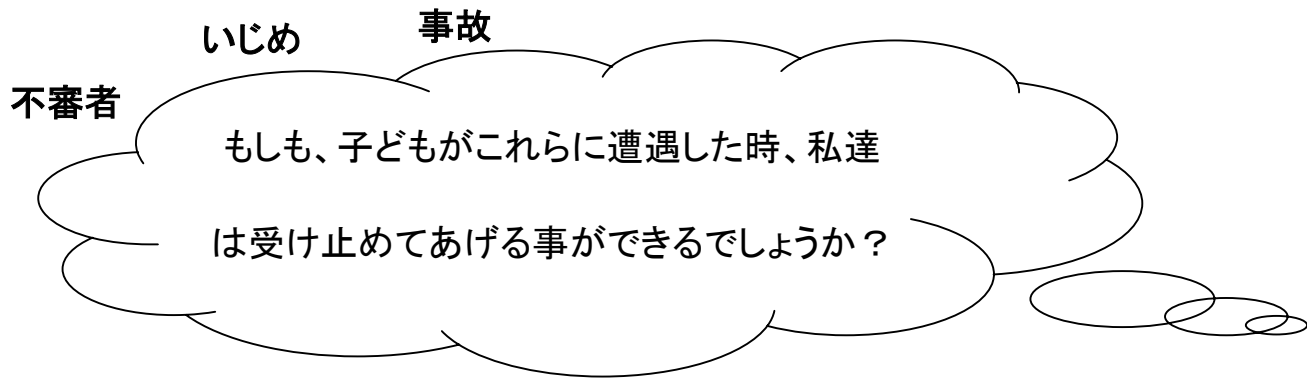 事故
いじめ
不審者
もしも、子どもがこれらに遭遇した時、私達
は受け止めてあげる事ができるでしょうか？